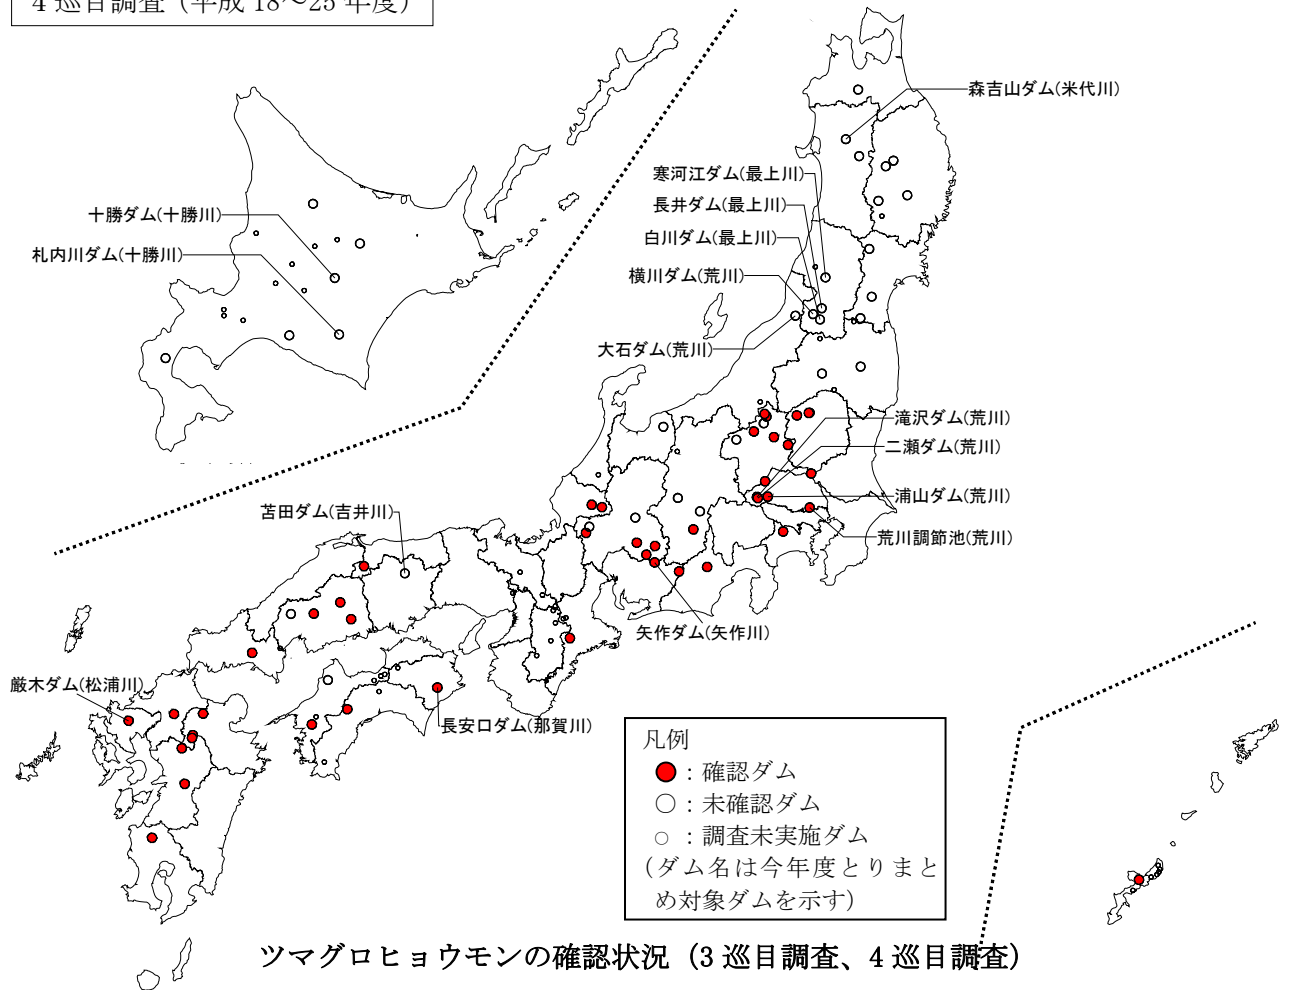 4 巡目調査（平成 18～25 年度）
森吉山ダム(米代川)
寒河江ダム(最上川)
長井ダム(最上川)
白川ダム(最上川)
横川ダム(荒川)
大石ダム(荒川)
十勝ダム(十勝川)
札内川ダム(十勝川)
滝沢ダム(荒川)
二瀬ダム(荒川)
浦山ダム(荒川)
荒川調節池(荒川)
苫田ダム(吉井川)
矢作ダム(矢作川)
厳木ダム(松浦川)
長安口ダム(那賀川)
凡例
：確認ダム
○：未確認ダム
○：調査未実施ダム
(ダム名は今年度とりまと
め対象ダムを示す)
ツマグロヒョウモンの確認状況（3 巡目調査、4 巡目調査）